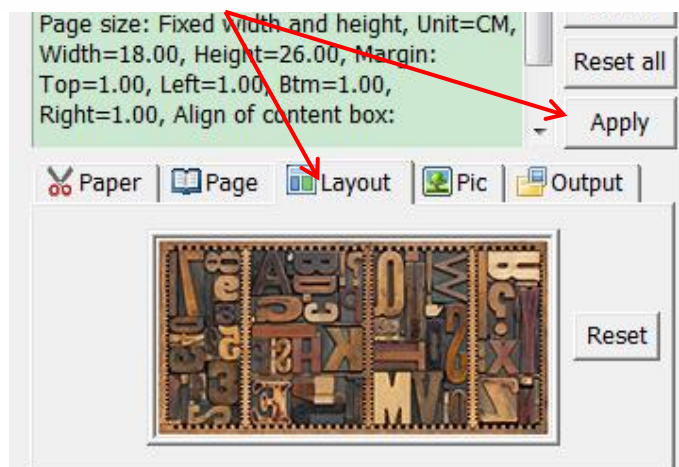 Page size: Fixed width and height, Unit=CM,
Width=18.00, Height=26.00, Margin:
Top=1.00, Left=1.00, Btm=1.00,
Right=1.00, Align of content box:
Reset all
Apply
Paper Page Layout Pic Output
Reset